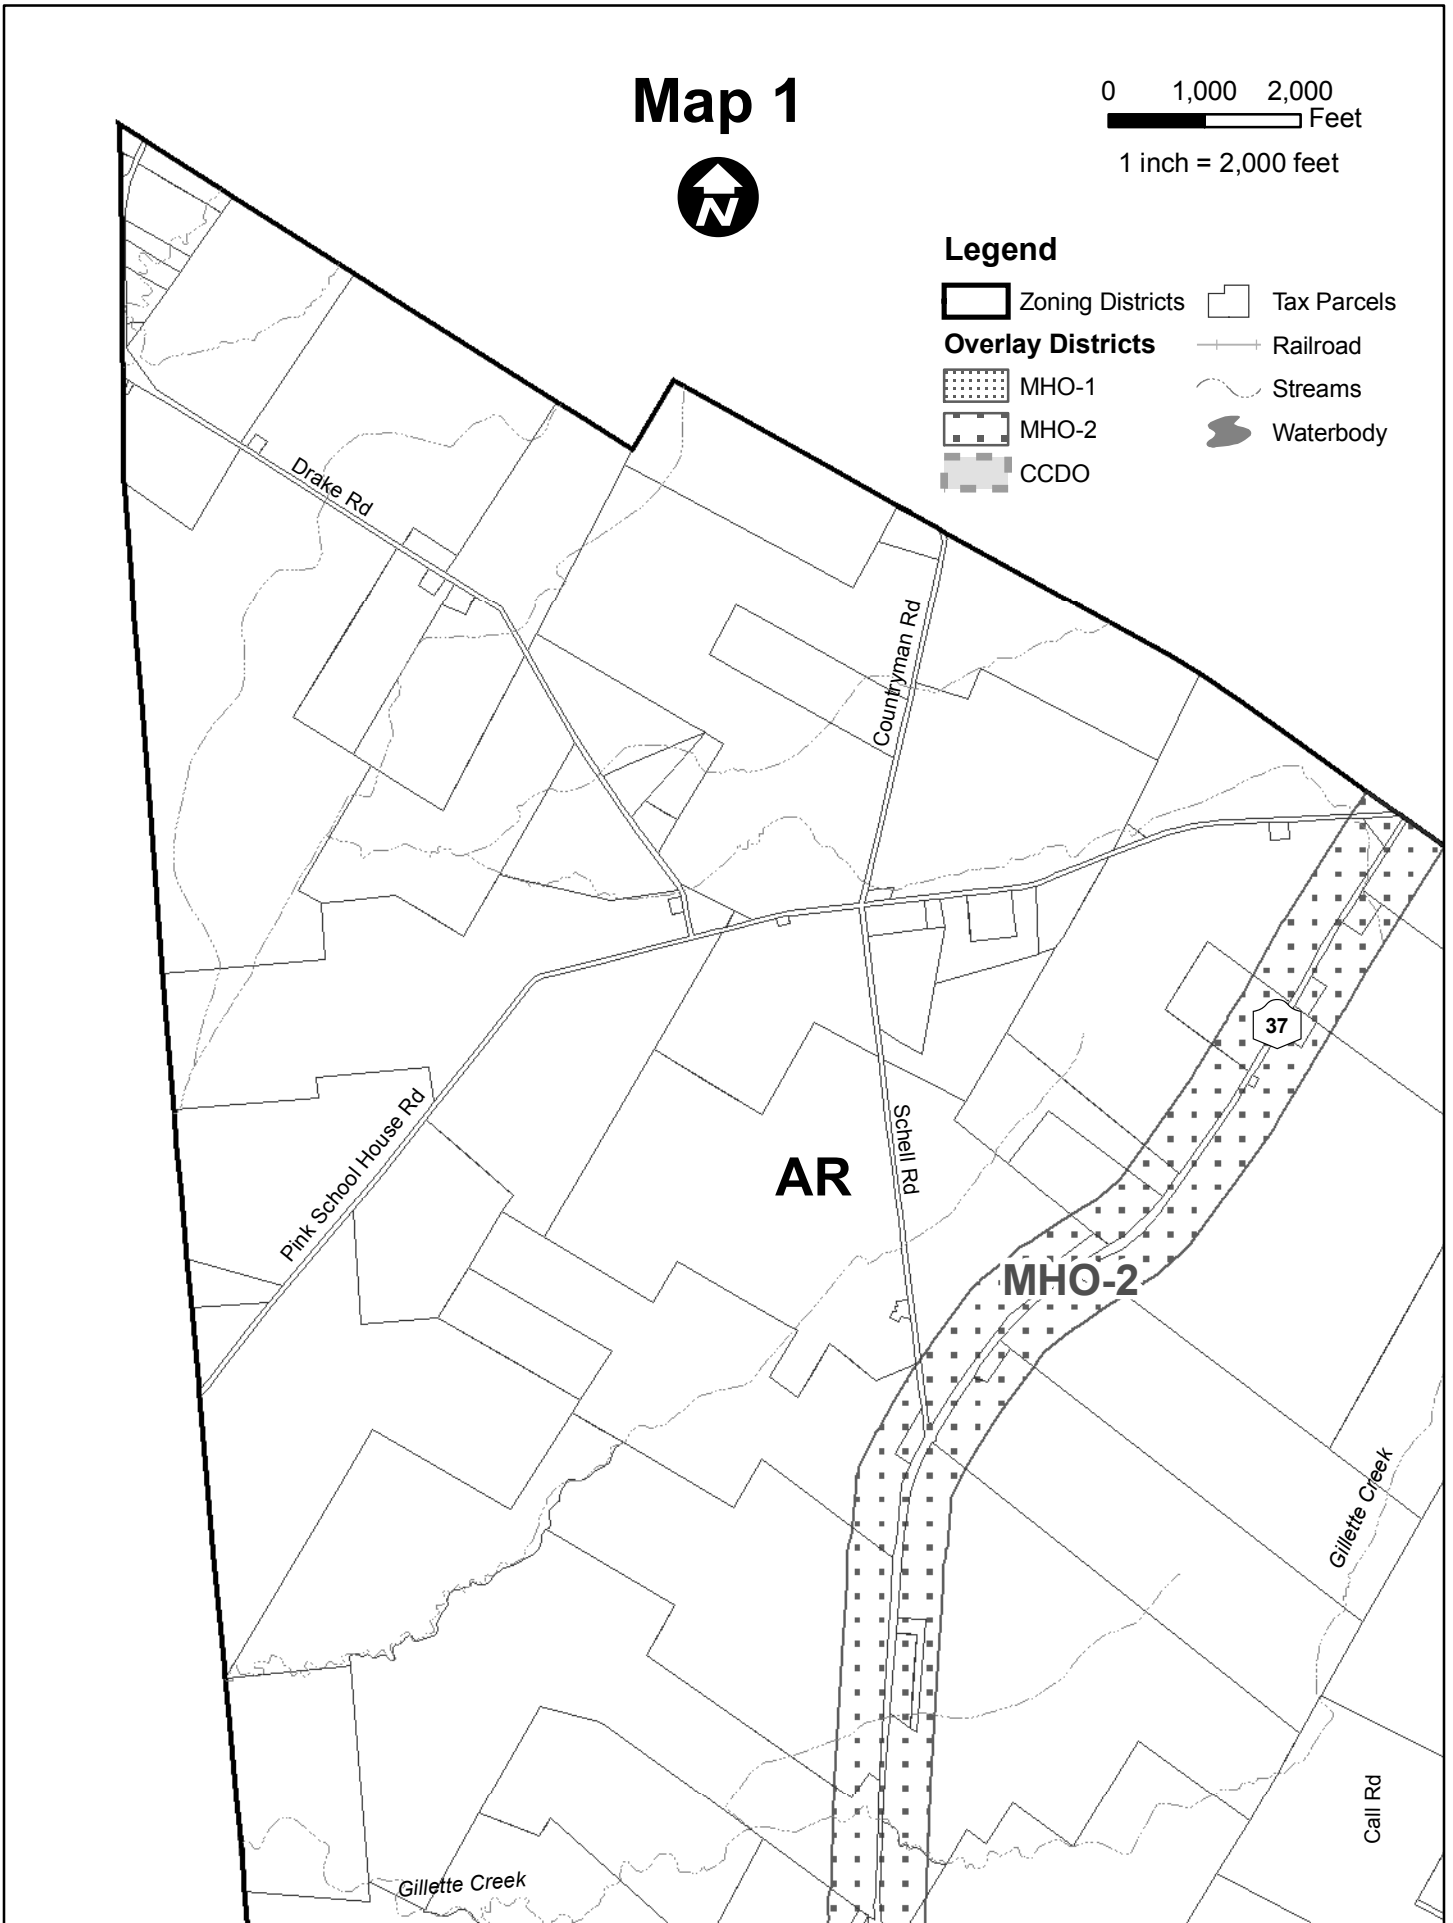 Map 1
0 1,000 2,000
Feet
1 inch = 2,000 feet
N
Legend
Zoning Districts
Tax Parcels
Overlay Districts
Railroad
MHO-1
Streams
MHO-2
Waterbody
CCDO
Drake Rd
Countryman Rd
37
Pink School House Rd
Schell Rd
AR
MHO-2
Gillette Creek
Call Rd
Gillette Creek